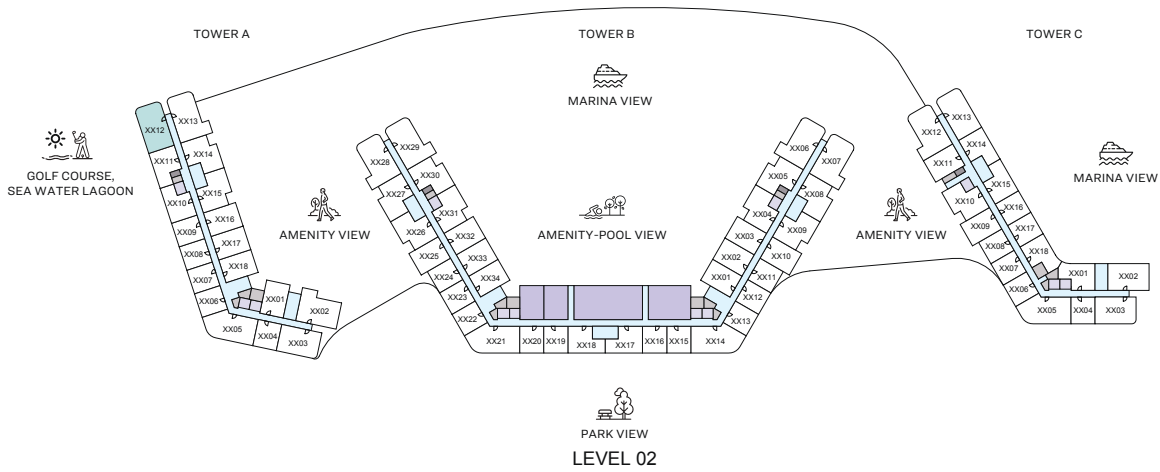 TOWER A
TOWER B
TOWER C
MARINA VIEW
GOLF COURSE,
SEA WATER LAGOON
AMENITY VIEW
AMENITY-POOL VIEW
AMENITY VIEW
MARINA VIEW
XX12
XX13
XX11
XX14
XX10
XX15
XX09
XX16
XX08
XX17
XX07
XX18
XX06
XX01
XX02
XX05
XX04
XX03
XX28
XX29
XX27
XX30
XX26
XX31
XX25
XX32
XX24
XX33
XX23
XX34
XX22
XX21
XX20
XX19
XX18
XX17
XX16
XX15
XX14
XX06
XX07
XX05
XX08
XX04
XX09
XX03
XX10
XX02
XX11
XX01
XX12
XX13
XX12
XX13
XX11
XX14
XX10
XX15
XX09
XX16
XX08
XX17
XX07
XX18
XX06
XX01
XX02
XX05
XX04
XX03
PARK VIEW
LEVEL 02